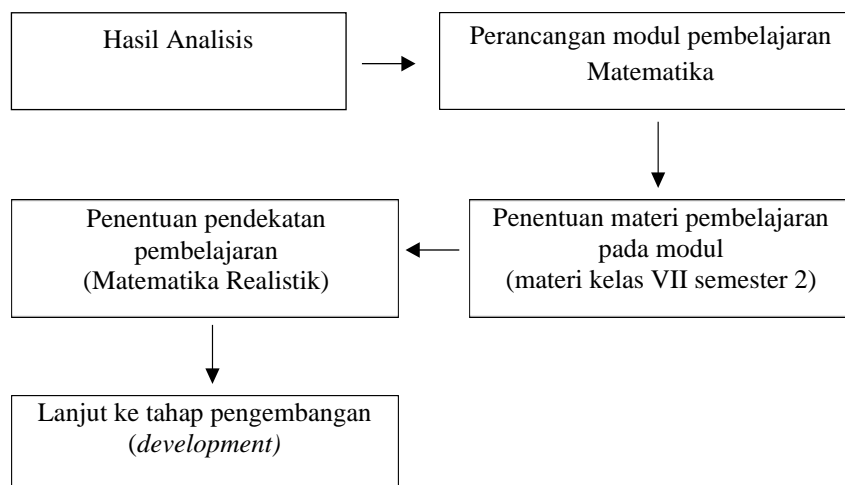 Hasil Analisis
Perancangan modul pembelajaran
Matematika
Penentuan materi pembelajaran
pada modul
(materi kelas VII semester 2)
Penentuan pendekatan
pembelajaran
(Matematika Realistik)
Lanjut ke tahap pengembangan
(development)